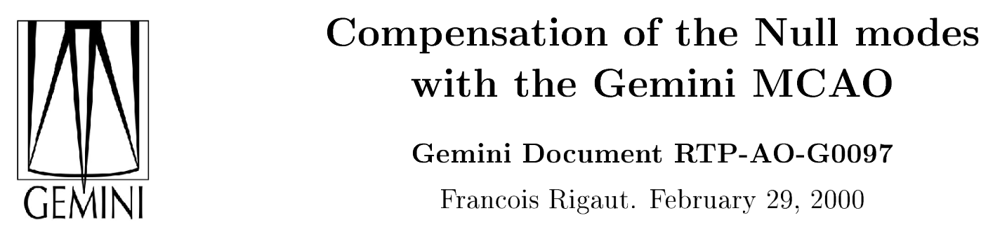 GEMINI
Compensation of the Null modes
with the Gemini MCAO
Gemini Document RTP-AO-G0097
Francois Rigaut. February 29, 2000